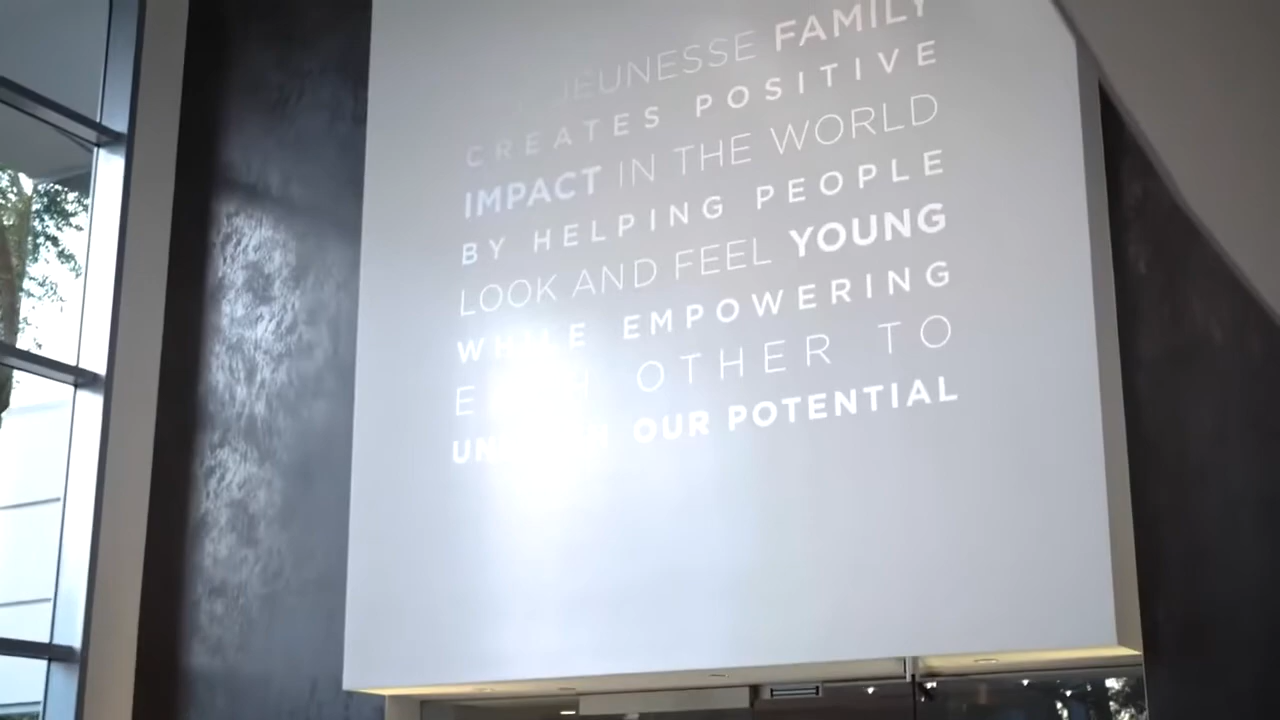 JEUNESSE FAMILY
CREATES POSITIVE
IMPACT IN THE WORLD
BY HELPING PEOPLE
LOOK AND FEEL YOUNG
WHILE EMPOWERING
EACH OTHER TO
OUR POTENTIAL